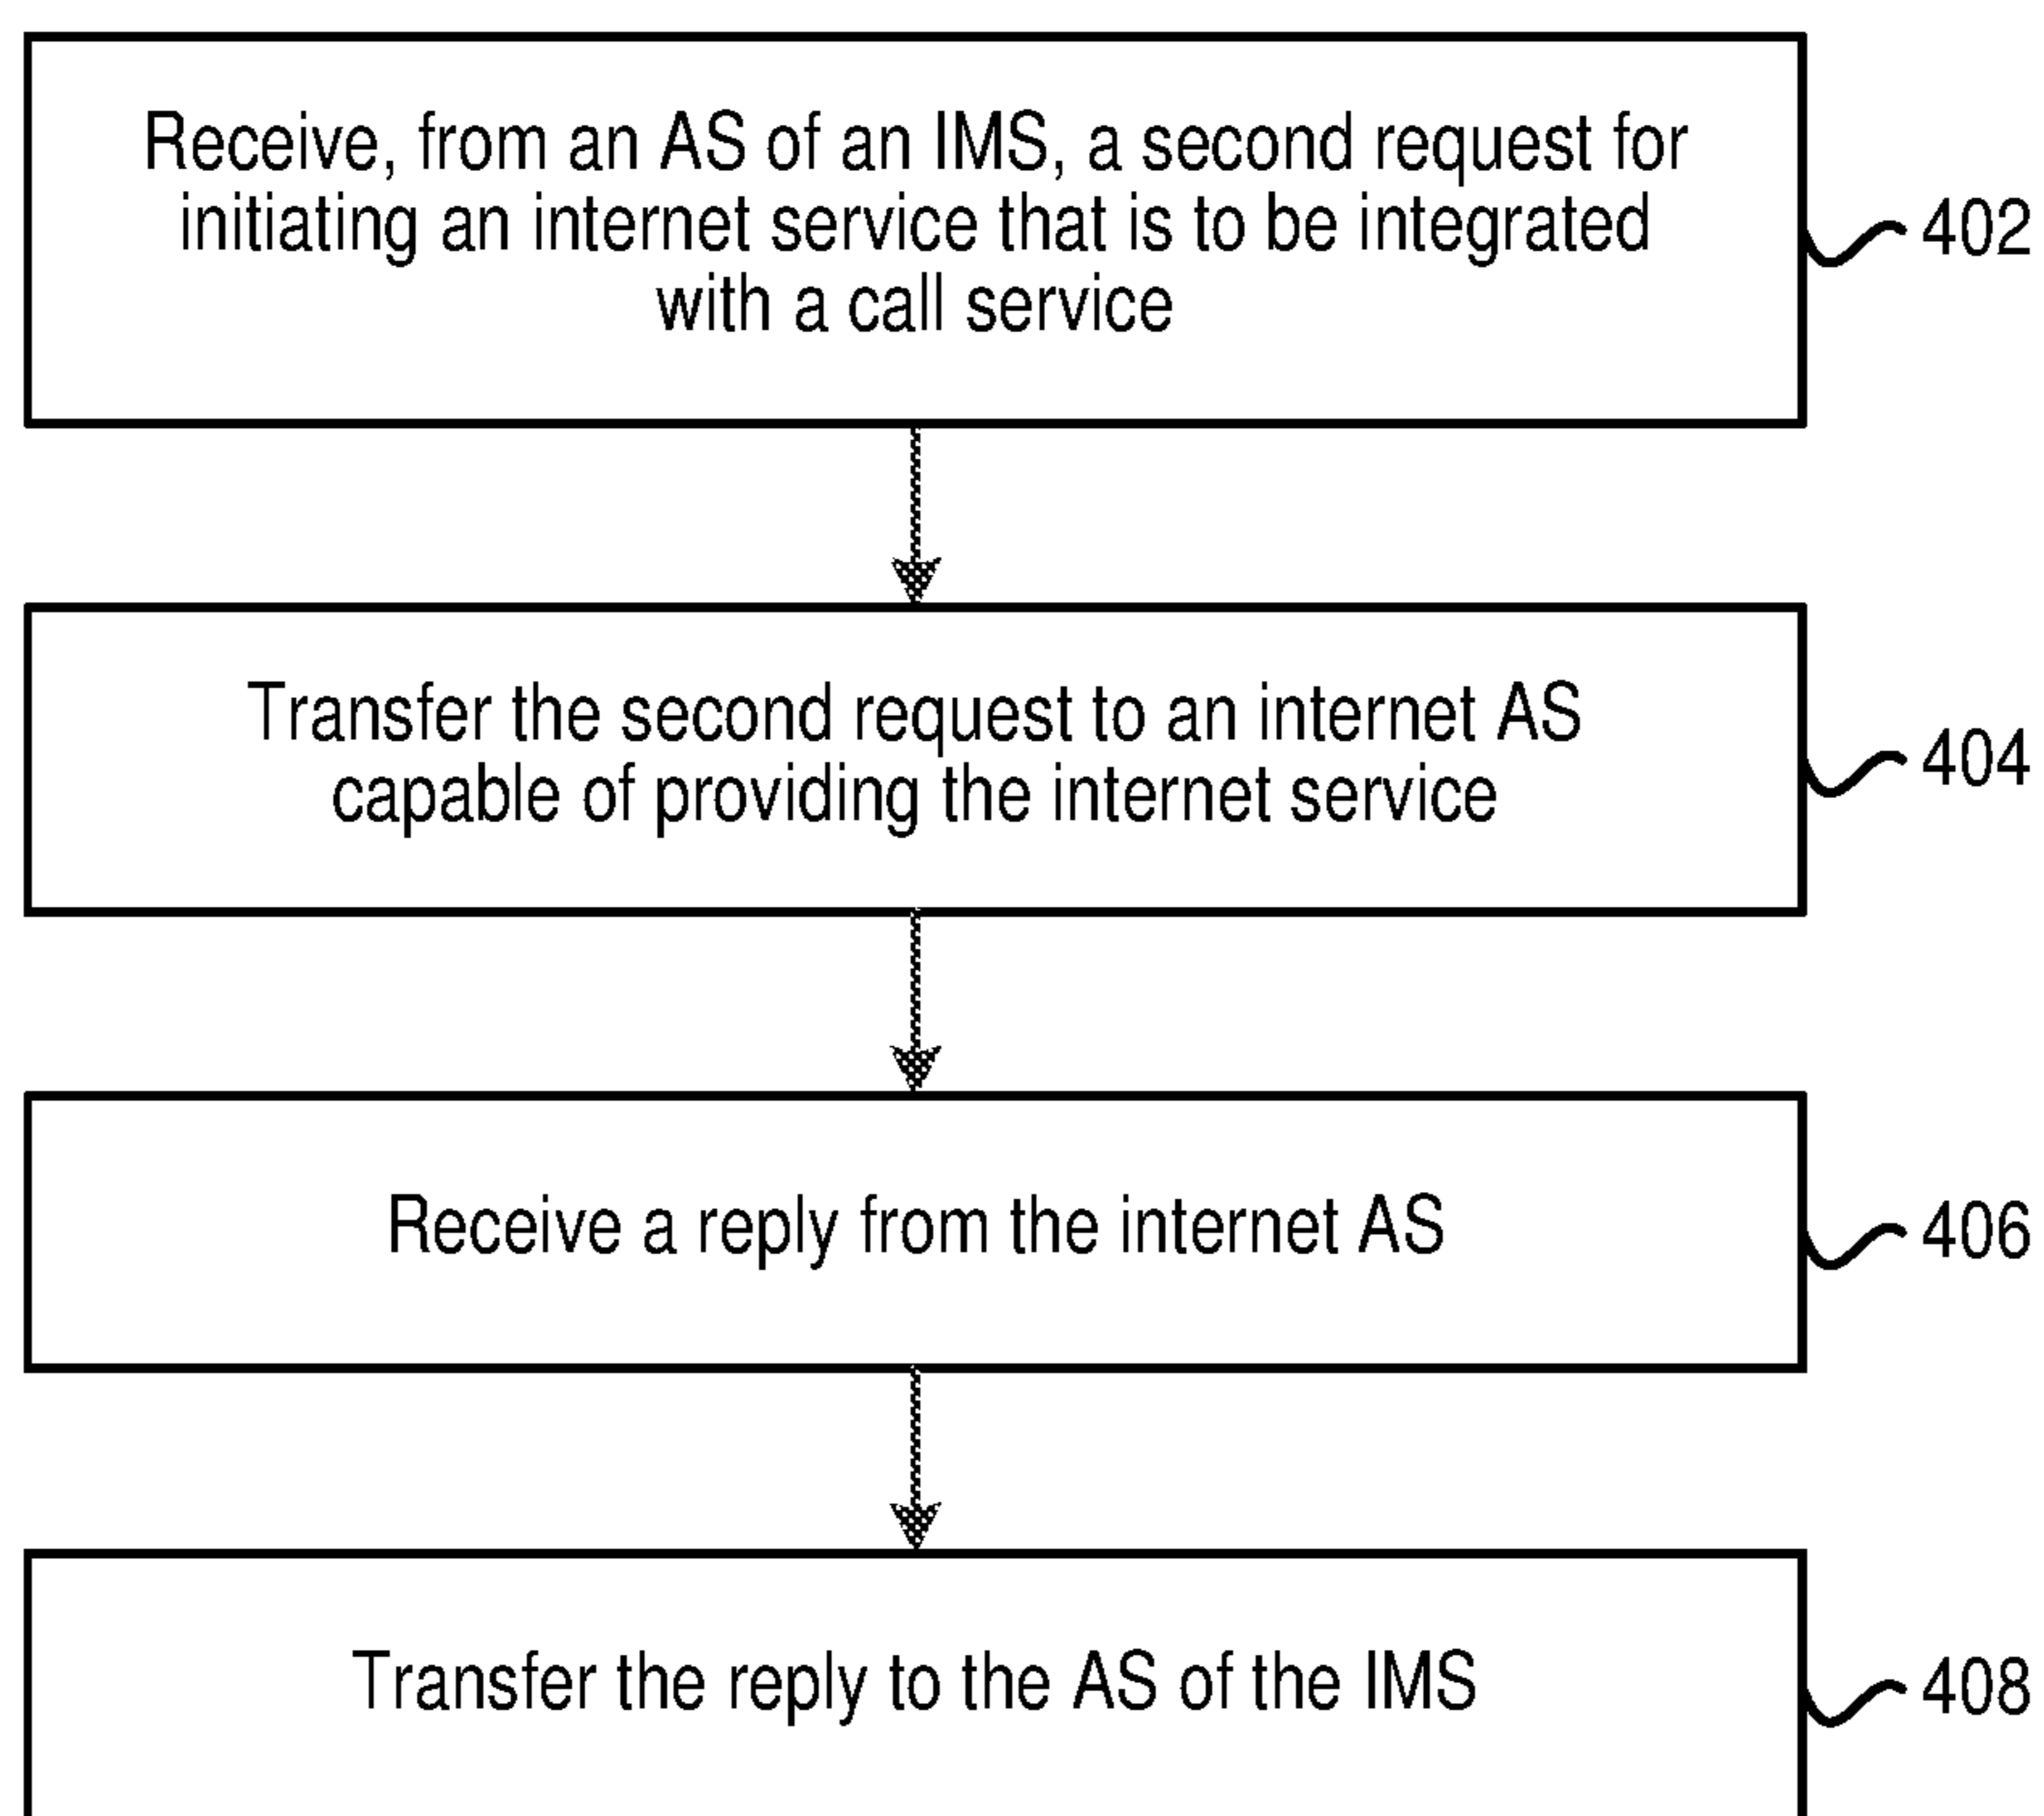 Receive, from an AS of an IMS, a second request for
initiating an internet service that is to be integrated
with a call service
402
Transfer the second request to an internet AS
capable of providing the internet service
404
Receive a reply from the internet AS
406
Transfer the reply to the AS of the IMS
408